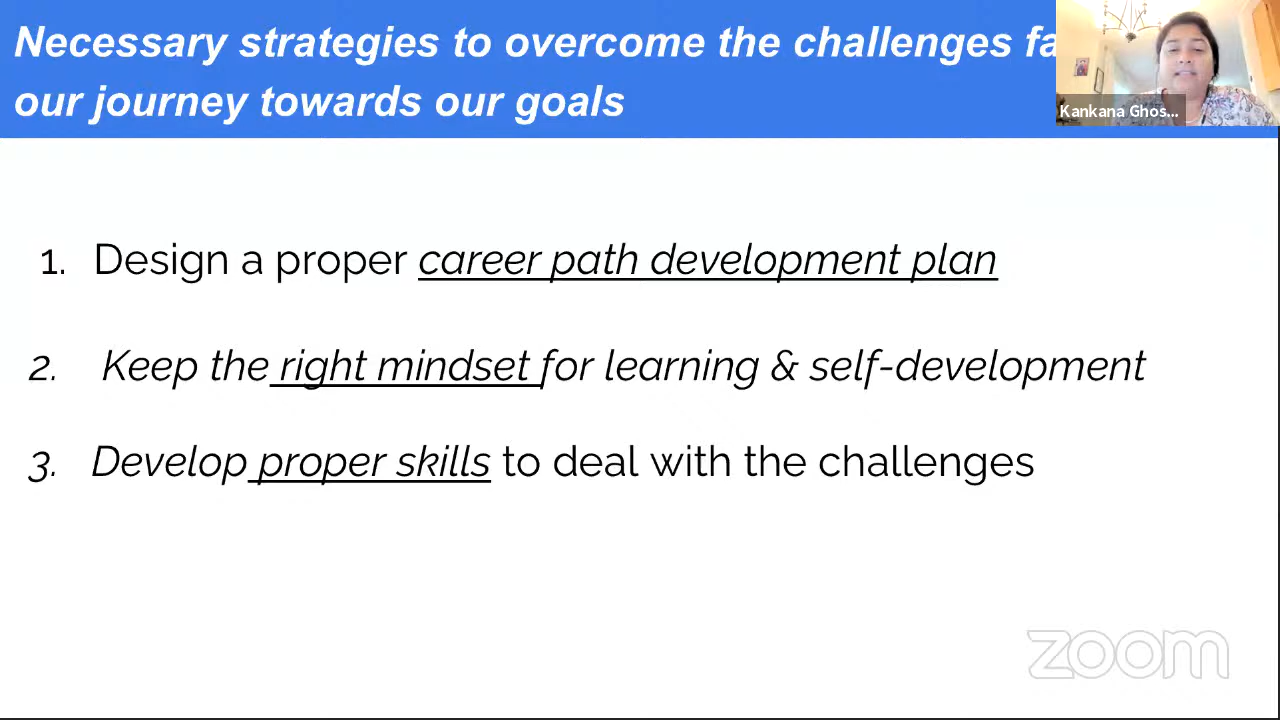 Necessary strategies to overcome the challenges fa
our journey towards our goals
Kankana Ghos...
1. Design a proper career path development plan
2. Keep the right mindset for learning & self-development
3. Develop proper skills to deal with the challenges
zoom